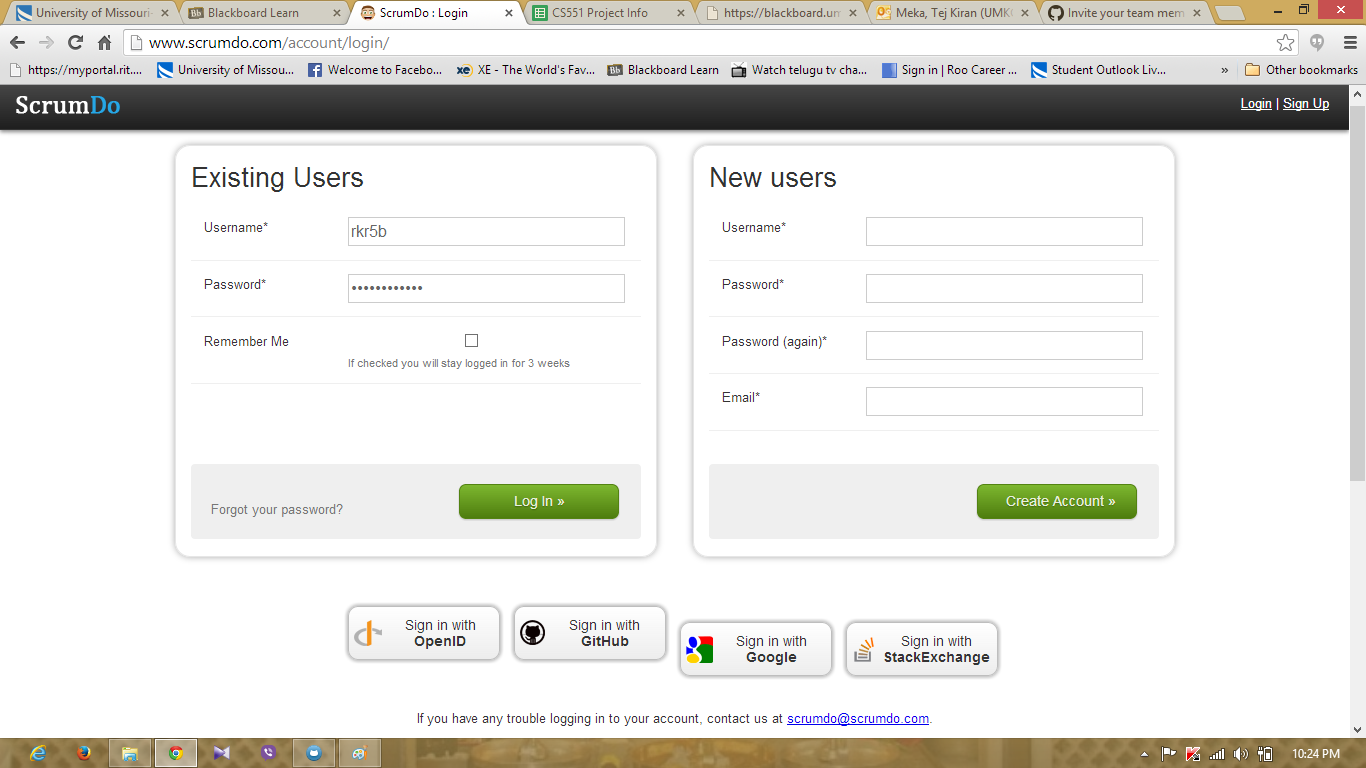 University of Missouri-
Blackboard Learn
ScrumDo : Login
CS551 Project Info
https://blackboard.um
Meka, Tej Kiran (UMKC
Invite your team mem
www.scrumdo.com/account/login/
https://myportal.rit....
University of Missou...
Welcome to Facebo...
XE - The World's Fav...
Blackboard Learn
Watch telugu tv cha...
Sign in | Roo Career ...
Student Outlook Liv...
»
Other bookmarks
ScrumDo
Login | Sign Up
Existing Users
Username*
rkr5b
Password*
••••••••••••
Remember Me
If checked you will stay logged in for 3 weeks
Forgot your password?
Log In »
New users
Username*
Password*
Password (again)*
Email*
Create Account »
Sign in with
OpenID
Sign in with
GitHub
Sign in with
Google
Sign in with
StackExchange
If you have any trouble logging in to your account, contact us at scrumdo@scrumdo.com.
10:24 PM